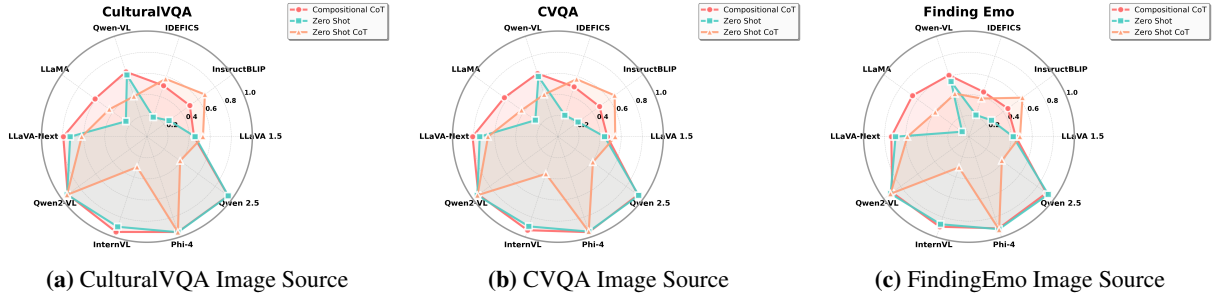 CulturalVQA
Compositional CoT
Zero Shot
Zero Shot CoT
Qwen-VL
IDEFICS
LLaMA
InstructBLIP
1.0
0.8
0.6
0.4
0.2
LLaVA-Next
LLaVA 1.5
Qwen2-VL
Qwen 2.5
InternVL
Phi-4
(a) CulturalVQA Image Source
CVQA
Compositional CoT
Zero Shot
Zero Shot CoT
Qwen-VL
IDEFICS
LLaMA
InstructBLIP
1.0
0.8
0.6
0.4
0.2
LLaVA-Next
LLaVA 1.5
Qwen2-VL
Qwen 2.5
InternVL
Phi-4
(b) CVQA Image Source
Finding Emo
Compositional CoT
Zero Shot
Zero Shot CoT
Qwen-VL
IDEFICS
LLaMA
InstructBLIP
1.0
0.8
0.6
0.4
0.2
LLaVA-Next
LLaVA 1.5
Qwen2-VL
Qwen 2.5
InternVL
Phi-4
(c) FindingEmo Image Source